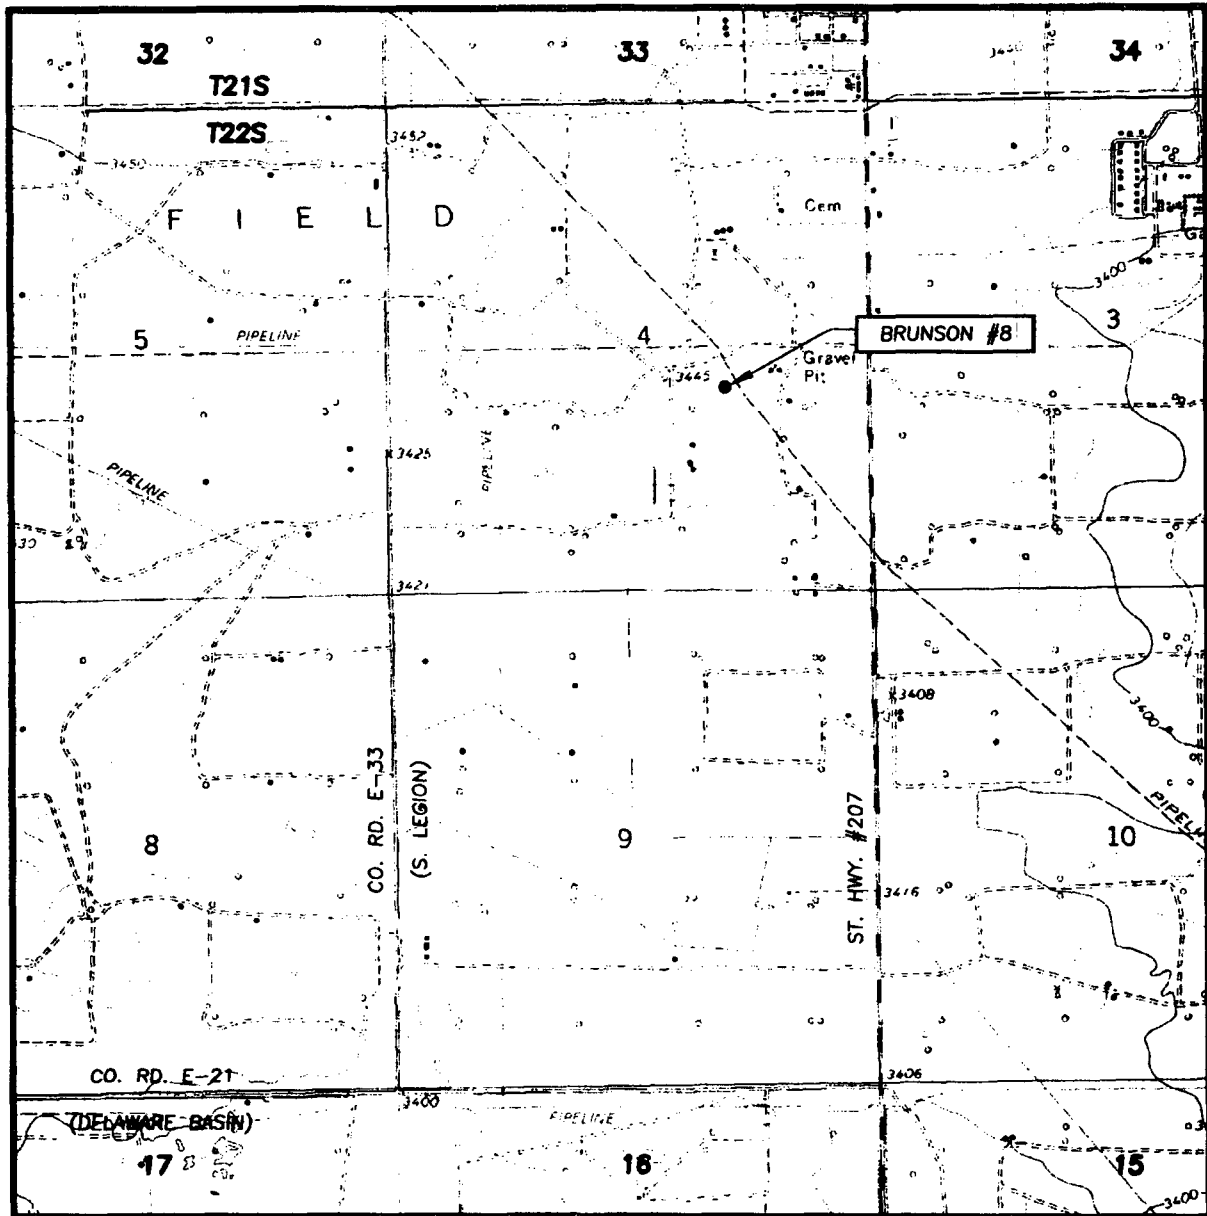 32
33
34
T21S
T22S
3452
3450
F I E L D
Cem
3400
5
PIPELINE
4
BRUNSON #8
3
Gravel
Pit
3445
3425
PIPELINE
PIPELINE
3421
3408
3400
CO. RD. E-33
(S. LEGION)
ST. HWY. #207
8
9
10
3416
CO. RD. E-21
3406
3400
(DELAWARE BASIN)
PIPELINE
17
16
15
3400